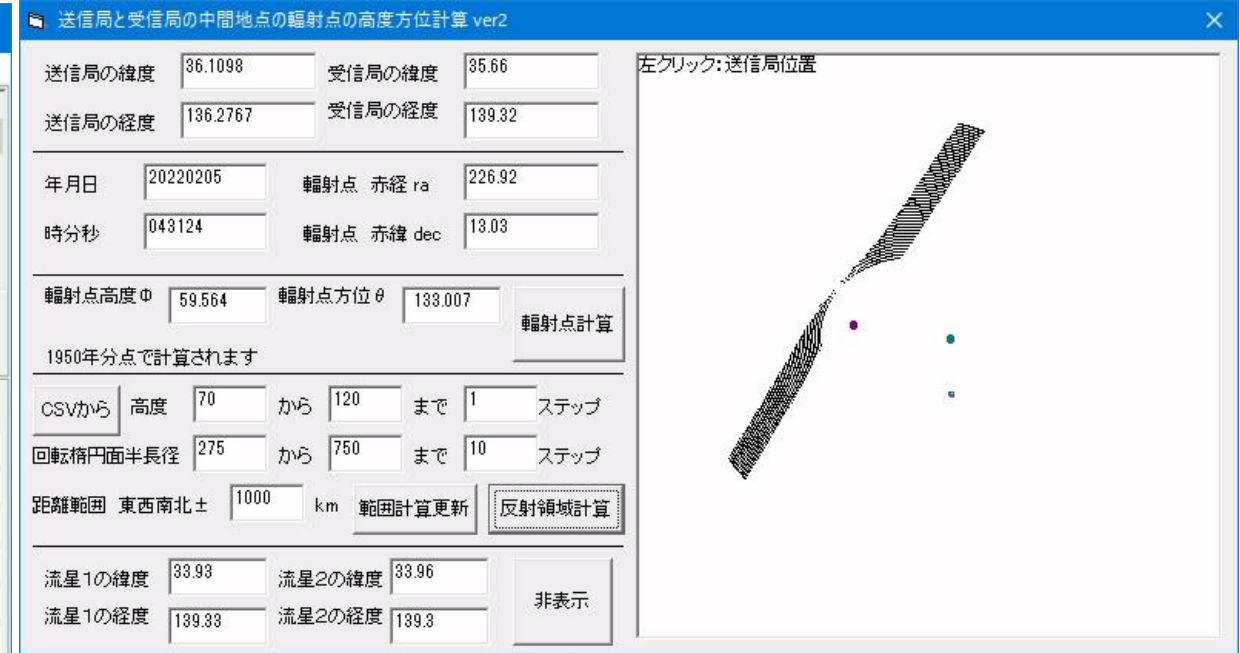 送信局と受信局の中間地点の輻射点の高度方位計算 ver2
送信局の緯度 36.1098 受信局の緯度 35.66
送信局の経度 136.2767 受信局の経度 139.32
年月日 20220205 輻射点 赤経 ra 226.92
時分秒 043124 輻射点 赤緯 dec 13.03
輻射点高度Φ 59.564 輻射点方位θ 133.007 輻射点計算
1950年分点で計算されます
CSVから 高度 70 から 120 まで 1 ステップ
回転楕円面半長径 275 から 750 まで 10 ステップ
距離範囲 東西南北± 1000 km 範囲計算更新 反射領域計算
流星1の緯度 33.93 流星2の緯度 33.96 非表示
流星1の経度 139.33 流星2の経度 139.3
左クリック:送信局位置